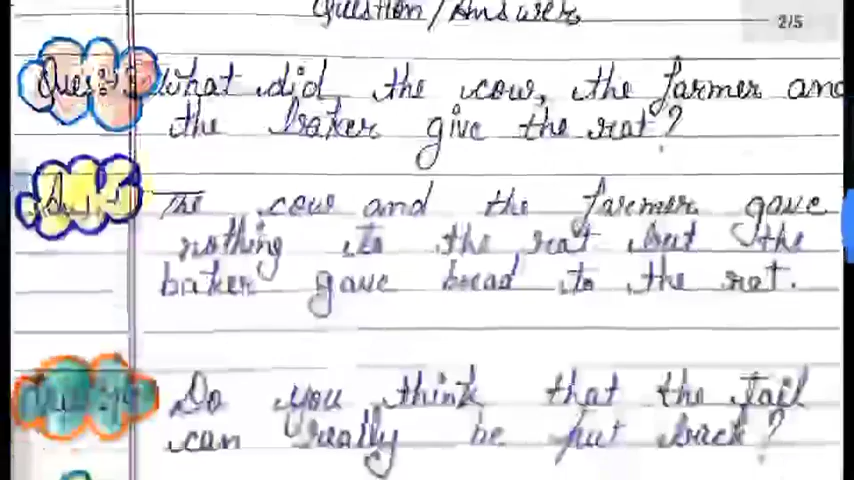 Question/Answer
2/5
Ques:-1 What did the cow, the farmer and
the baker give the rat?
Ans:-1 The cow and the farmer gave
nothing to the rat but the
baker gave bread to the rat.
Do you think that the tail
can really be put back?